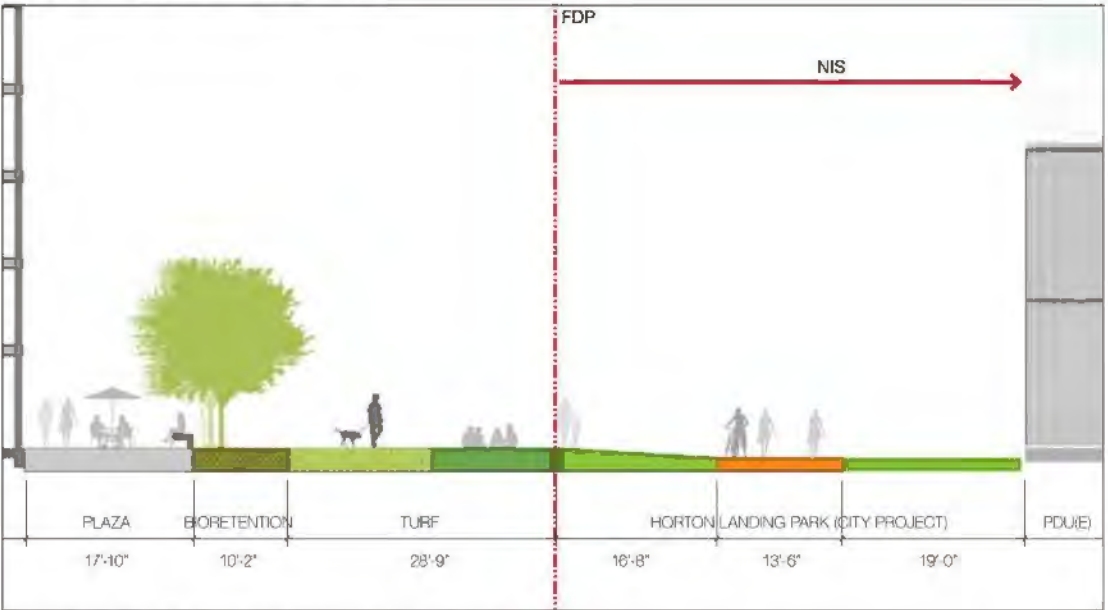 FDP
NIS
PLAZA BIORETENTION TURF HORTON LANDING PARK (CITY PROJECT) PDU(E)
17'-10" 10'-2" 28'-9" 16'-8" 13'-6" 19'-0"